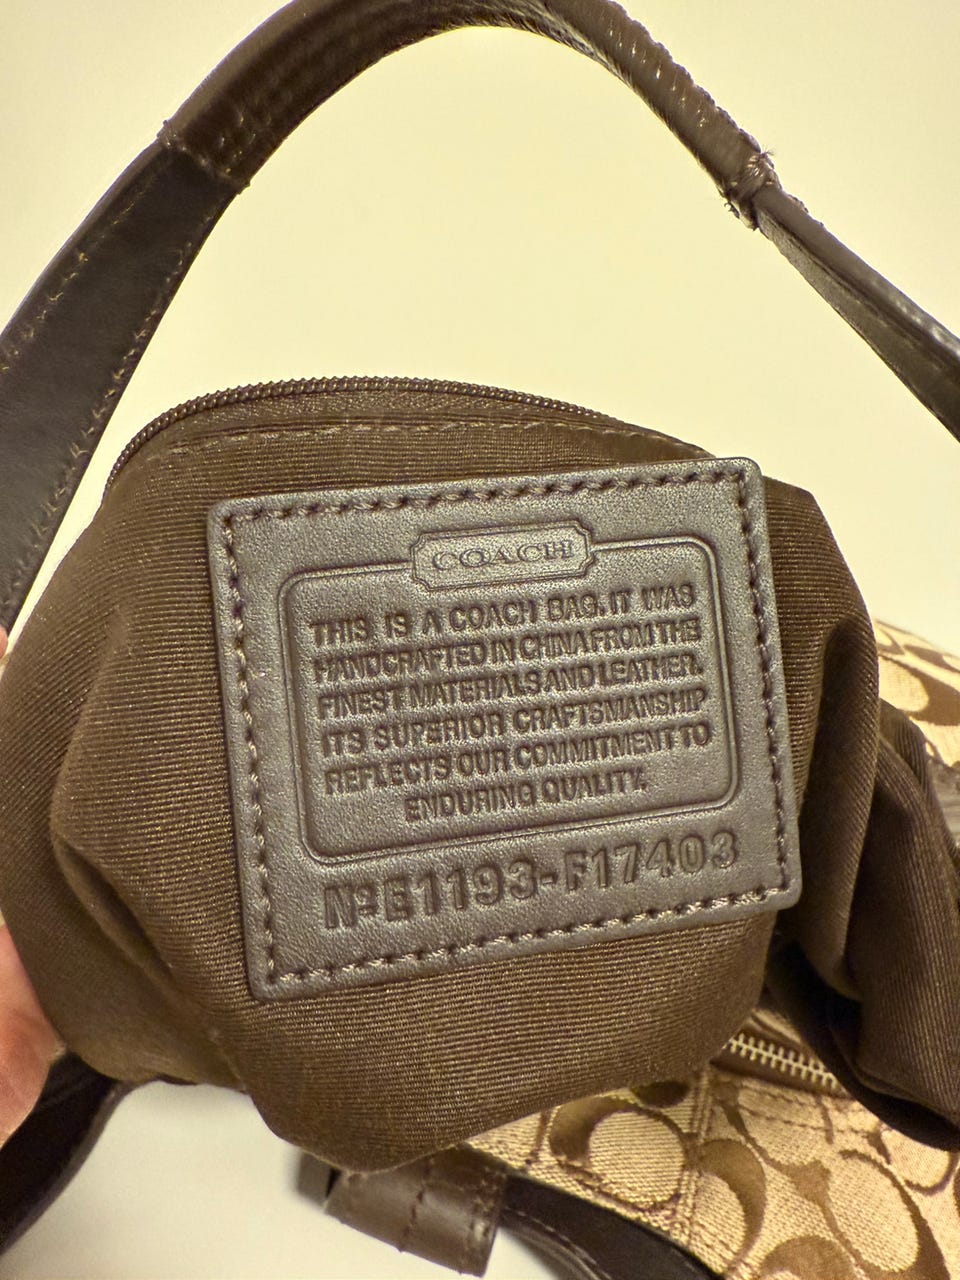 COACH
THIS IS A COACH BAG. IT WAS
HANDCRAFTED IN CHINA FROM THE
FINEST MATERIALS AND LEATHER.
ITS SUPERIOR CRAFTSMANSHIP
REFLECTS OUR COMMITMENT TO
ENDURING QUALITY.
Nº E1193-F17403